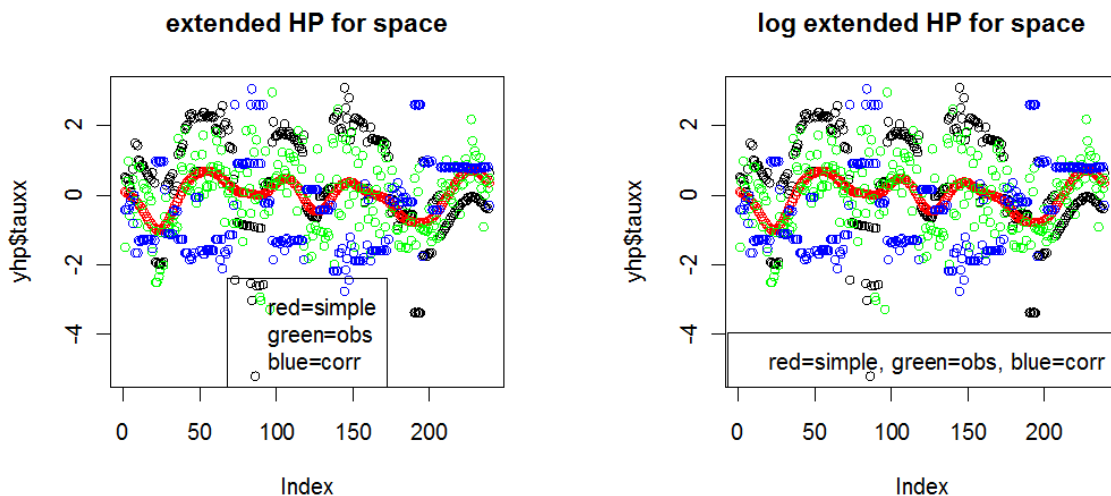 extended HP for space
yhp$tauxx
2
0
-2
-4
red=simple
green=obs
blue=corr
0 50 100 150 200
Index
log extended HP for space
yhp$tauxx
2
0
-2
-4
red=simple, green=obs, blue=corr
0 50 100 150 200
Index